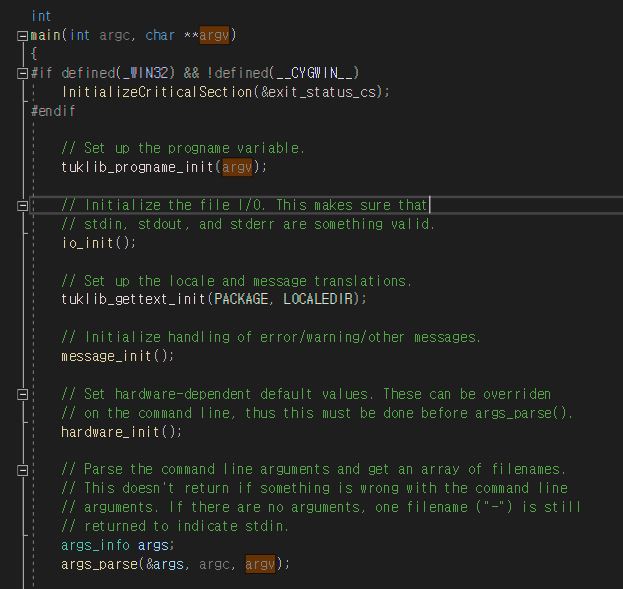 int
main(int argc, char **argv)
{
#if defined(_WIN32) && !defined(__CYGWIN__)
InitializeCriticalSection(&exit_status_cs);
#endif
// Set up the progname variable.
tuklib_progname_init(argv);
// Initialize the file I/O. This makes sure that
// stdin, stdout, and stderr are something valid.
io_init();
// Set up the locale and message translations.
tuklib_gettext_init(PACKAGE, LOCALEDIR);
// Initialize handling of error/warning/other messages.
message_init();
// Set hardware-dependent default values. These can be overriden
// on the command line, thus this must be done before args_parse().
hardware_init();
// Parse the command line arguments and get an array of filenames.
// This doesn't return if something is wrong with the command line
// arguments. If there are no arguments, one filename ("-") is still
// returned to indicate stdin.
args_info args;
args_parse(&args, argc, argv);